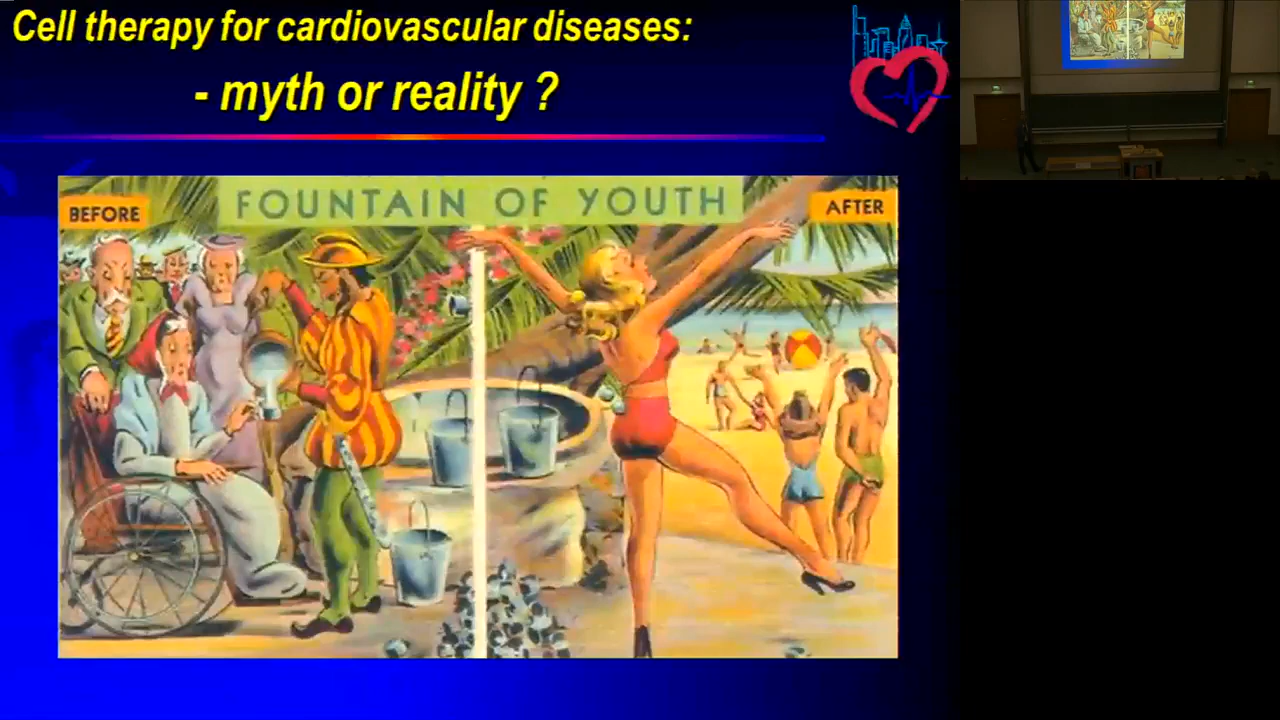 Cell therapy for cardiovascular diseases:
- myth or reality ?
FOUNTAIN OF YOUTH
BEFORE
AFTER